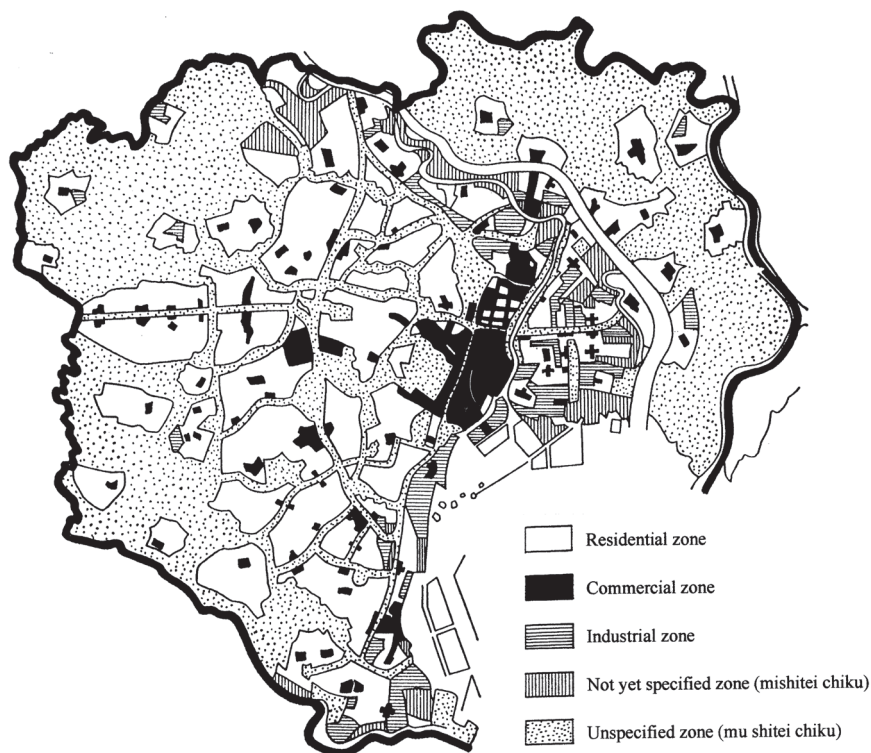 Residential zone
Commercial zone
Industrial zone
Not yet specified zone (mishitei chiku)
Unspecified zone (mu shitei chiku)